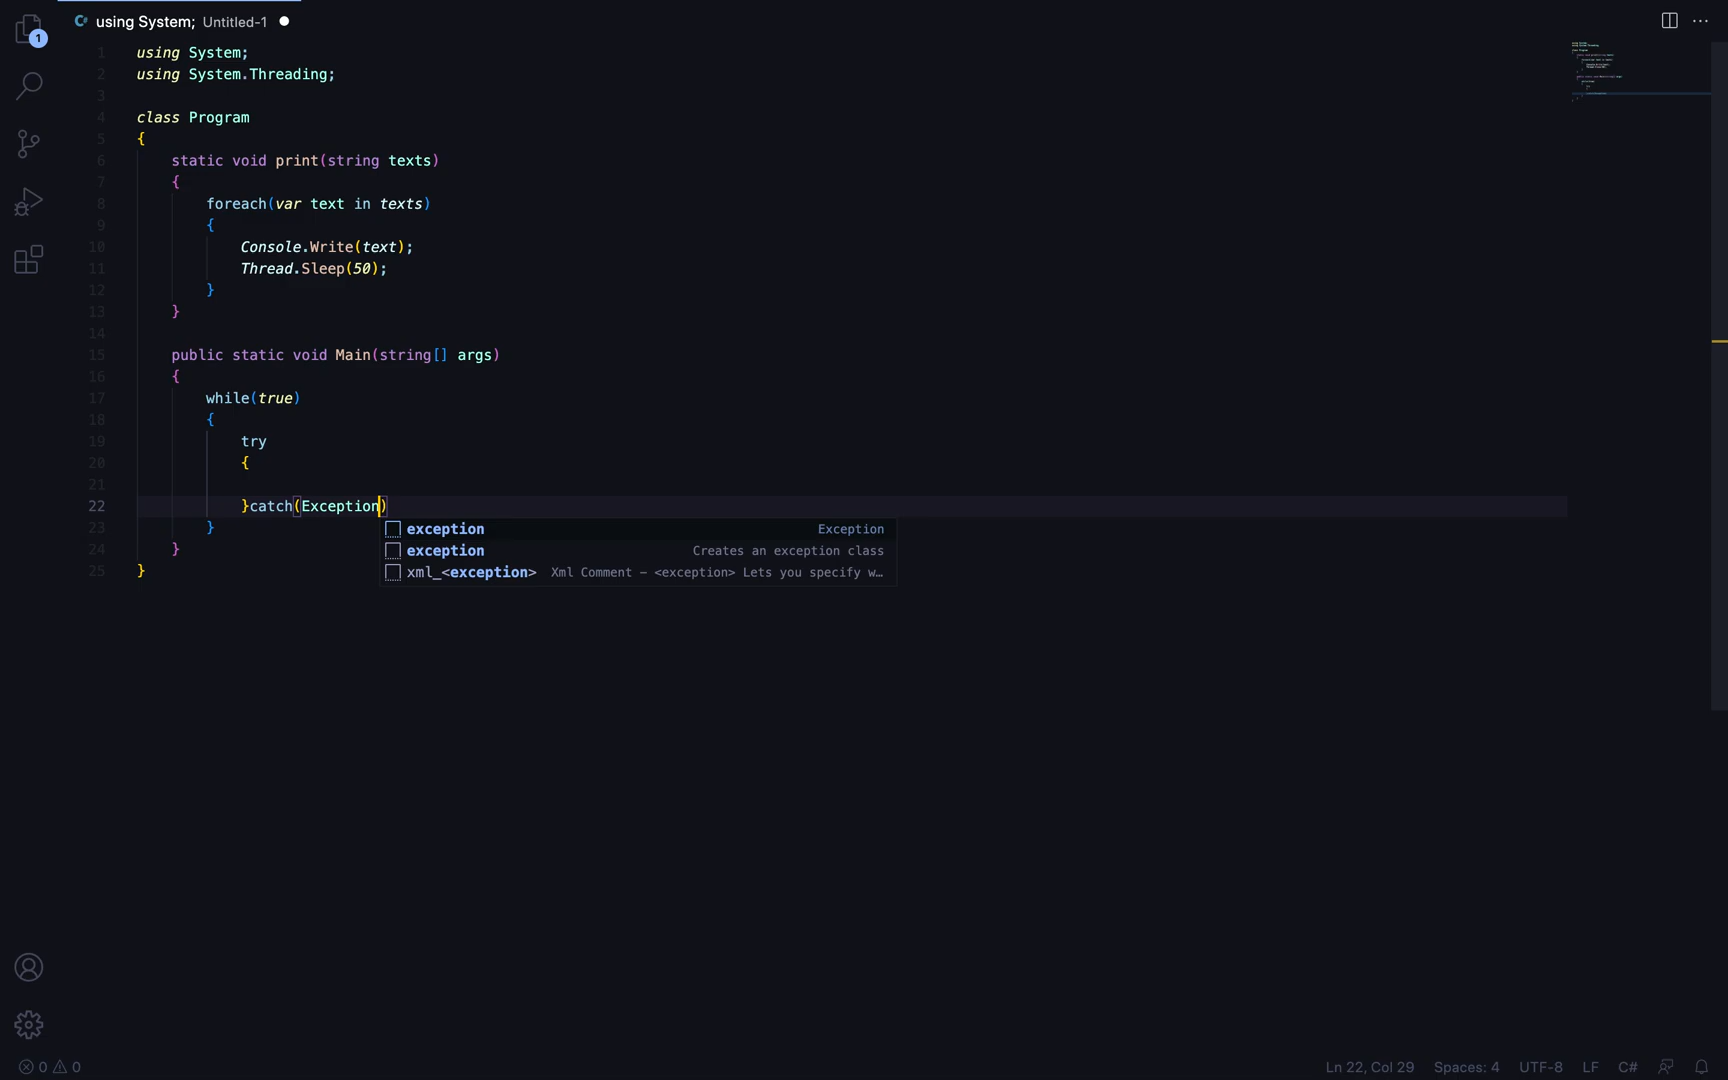 using System; Untitled-1
1
1 using System;
2 using System.Threading;
3
4 class Program
5 {
6 static void print(string texts)
7 {
8 foreach(var text in texts)
9 {
10 Console.Write(text);
11 Thread.Sleep(50);
12 }
13 }
14
15 public static void Main(string[] args)
16 {
17 while(true)
18 {
19 try
20 {
21
22 }catch(Exception)
exception Exception
exception Creates an exception class
xml_<exception> Xml Comment - <exception> Lets you specify w…
23 }
24 }
25 }
0 0
Ln 22, Col 29 Spaces: 4 UTF-8 LF C#